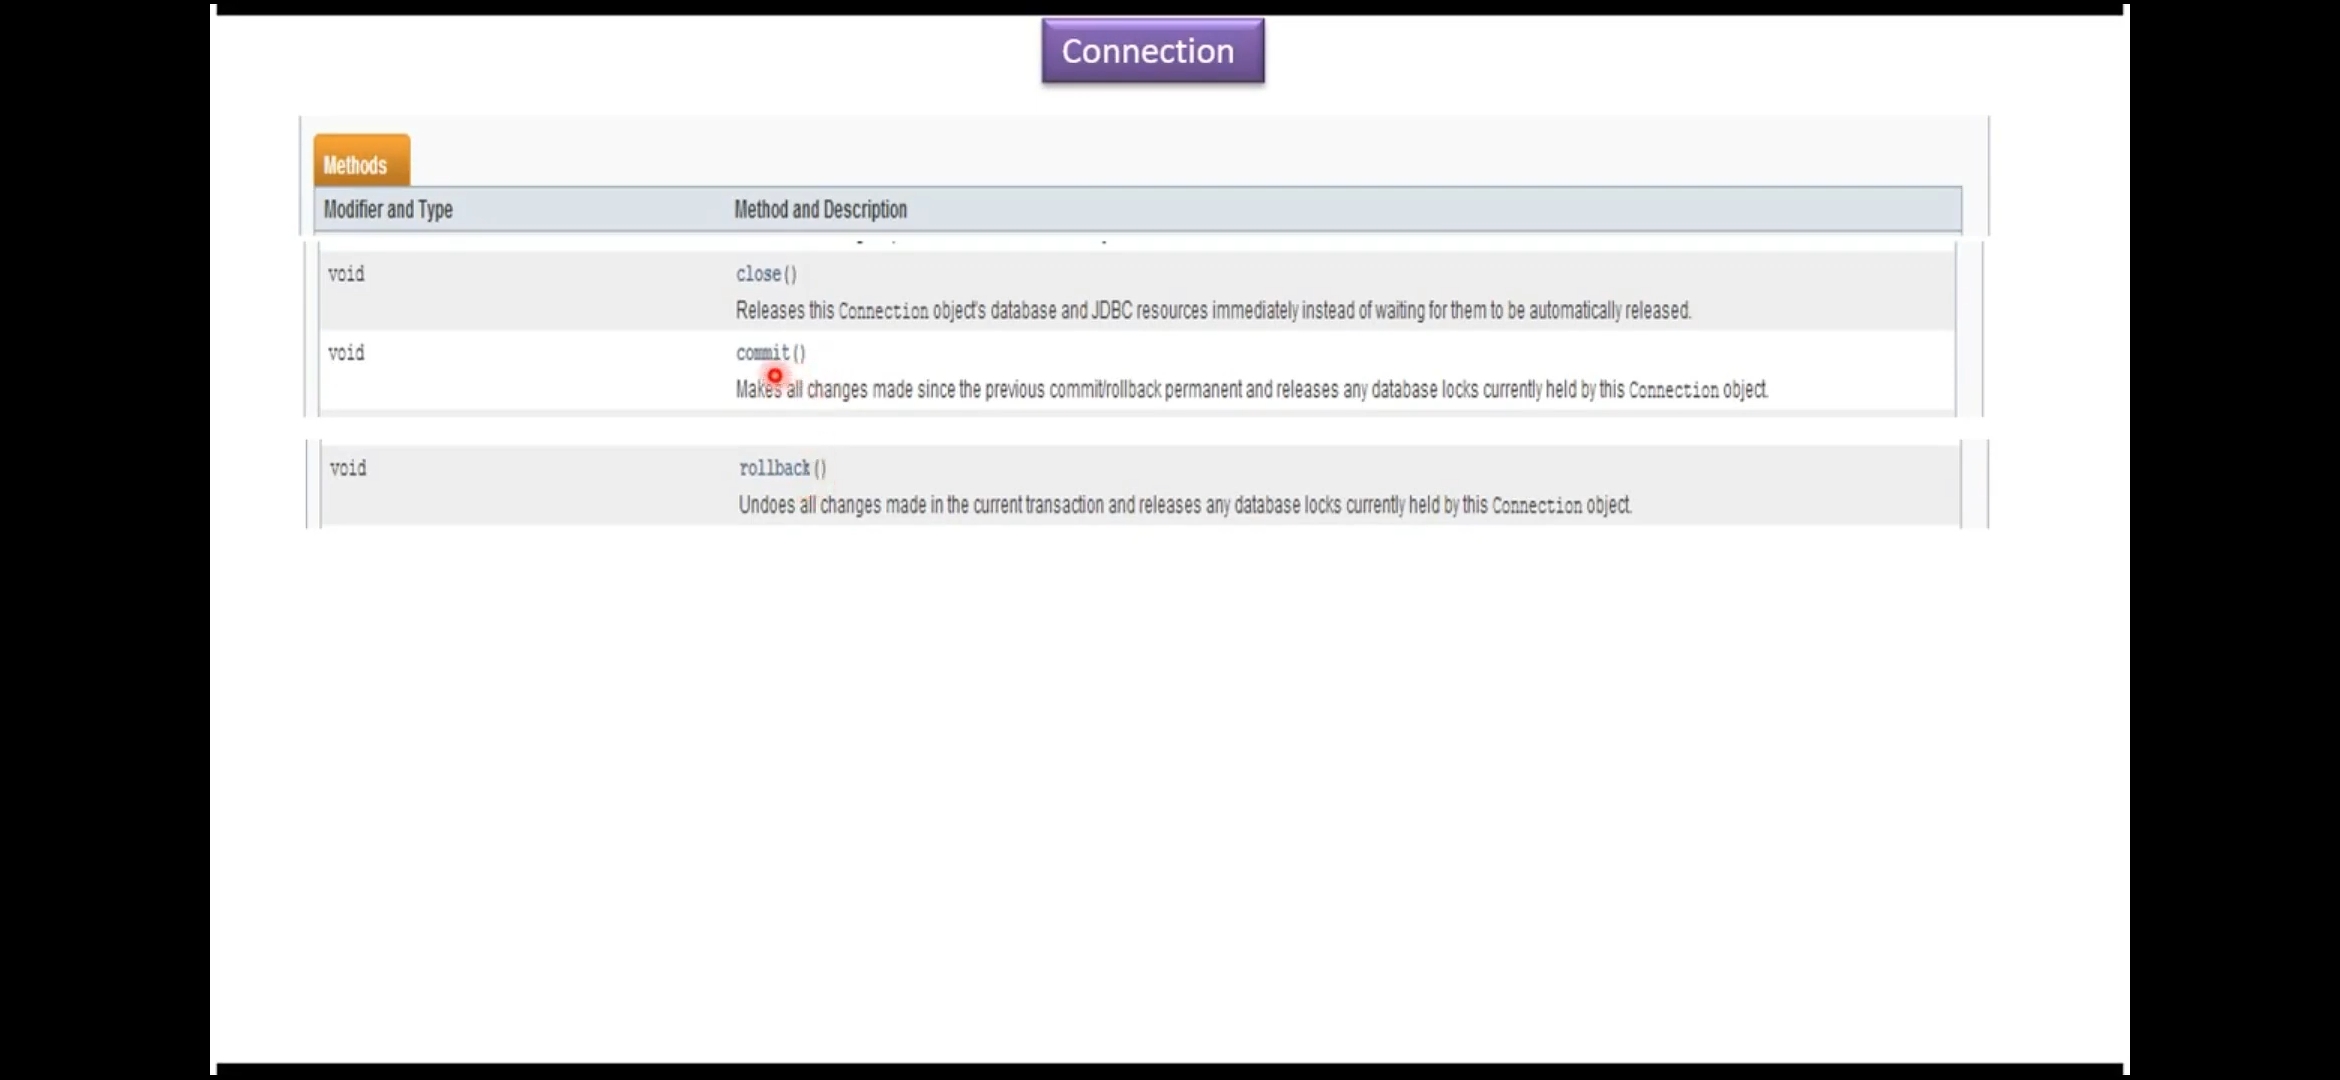 Connection
Methods
Modifier and Type Method and Description
void close()
Releases this Connection object's database and JDBC resources immediately instead of waiting for them to be automatically released.
void commit()
Makes all changes made since the previous commit/rollback permanent and releases any database locks currently held by this Connection object.
void rollback()
Undoes all changes made in the current transaction and releases any database locks currently held by this Connection object.